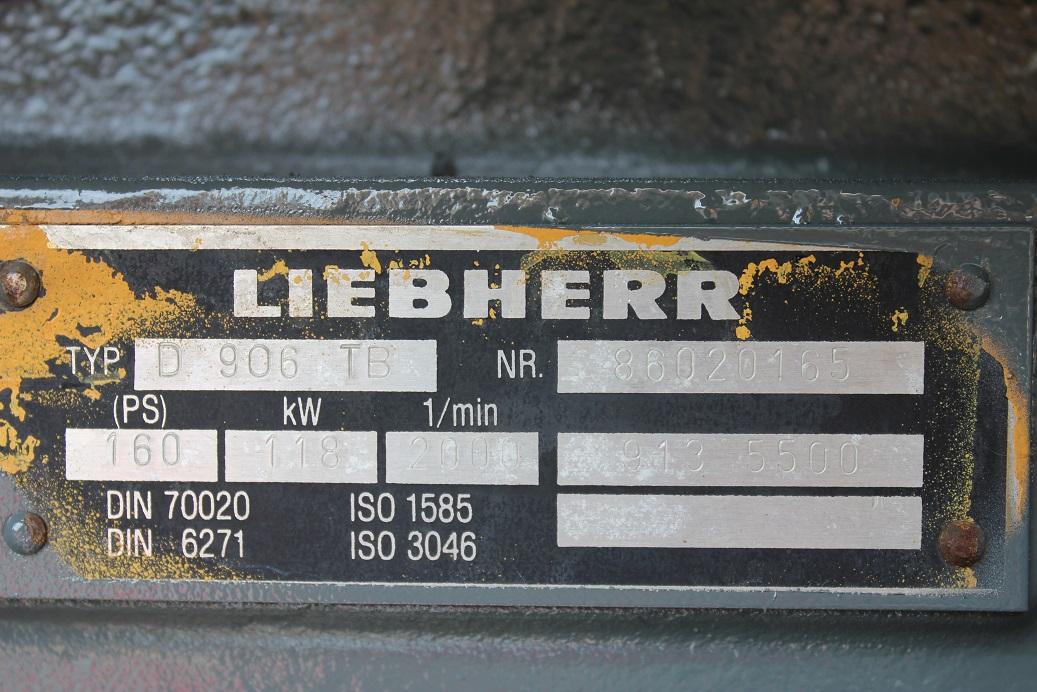 LIEBHERR
TYP D 906 TB NR. 86020165
(PS) kW 1/min
160 118 2000 913 5500
DIN 70020 ISO 1585
DIN 6271 ISO 3046